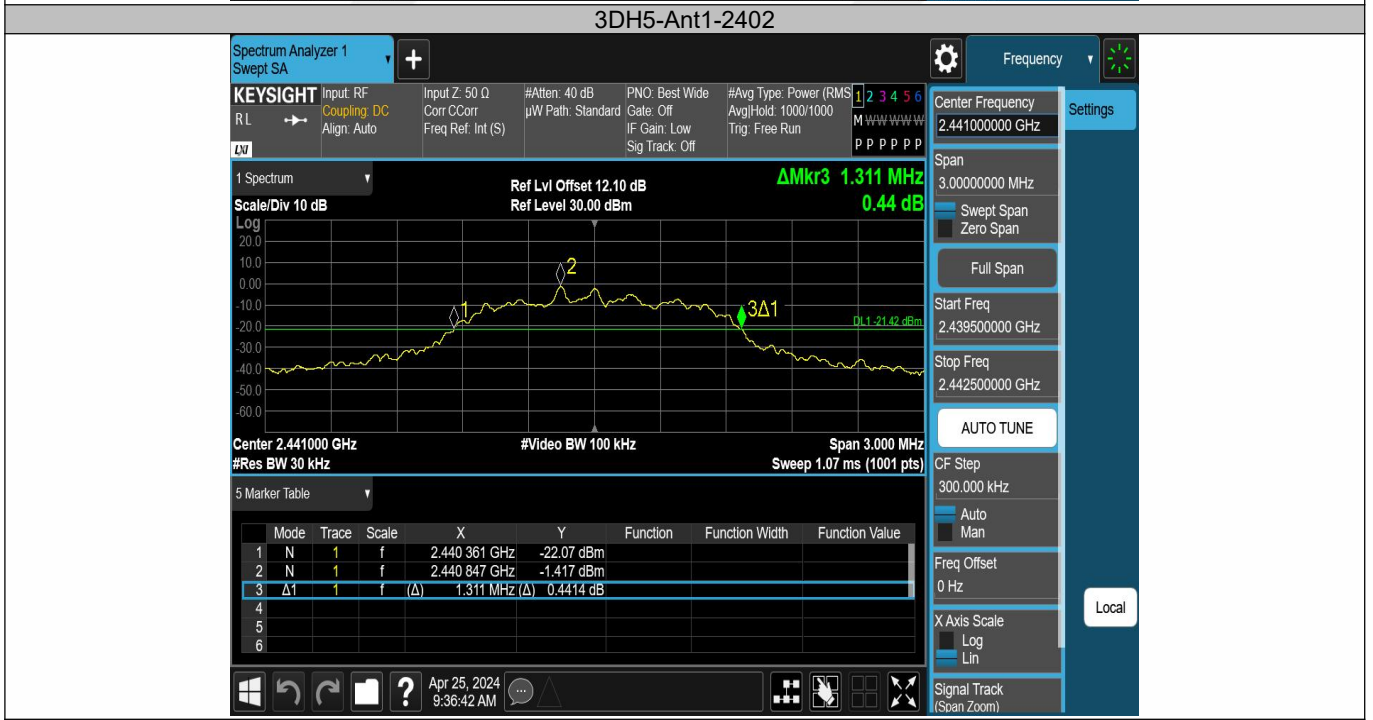 3DH5-Ant1-2402
Spectrum Analyzer 1
Swept SA
+
Frequency
KEYSIGHT
RL
LXI
Input: RF
Coupling: DC
Align: Auto
Input Z: 50 Ω
Corr CCorr
Freq Ref: Int (S)
#Atten: 40 dB
µW Path: Standard
PNO: Best Wide
Gate: Off
IF Gain: Low
Sig Track: Off
#Avg Type: Power (RMS
Avg|Hold: 1000/1000
Trig: Free Run
1 2 3 4 5 6
M W W W W W
P P P P P P
Center Frequency
2.441000000 GHz
Settings
Span
3.00000000 MHz
Swept Span
Zero Span
Full Span
Start Freq
2.439500000 GHz
Stop Freq
2.442500000 GHz
AUTO TUNE
CF Step
300.000 kHz
Auto
Man
Freq Offset
0 Hz
X Axis Scale
Log
Lin
Signal Track
(Span Zoom)
Local
1 Spectrum
Scale/Div 10 dB
Ref Lvl Offset 12.10 dB
Ref Level 30.00 dBm
ΔMkr3 1.311 MHz
0.44 dB
Log
20.0
10.0
0.00
-10.0
-20.0
-30.0
-40.0
-50.0
-60.0
1
2
3Δ1
DL1 -21.42 dBm
Center 2.441000 GHz
#Video BW 100 kHz
Span 3.000 MHz
#Res BW 30 kHz
Sweep 1.07 ms (1001 pts)
5 Marker Table
Mode Trace Scale X Y Function Function Width Function Value
1 N 1 f 2.440 361 GHz -22.07 dBm
2 N 1 f 2.440 847 GHz -1.417 dBm
3 Δ1 1 f (Δ) 1.311 MHz (Δ) 0.4414 dB
4
5
6
?
Apr 25, 2024
9:36:42 AM